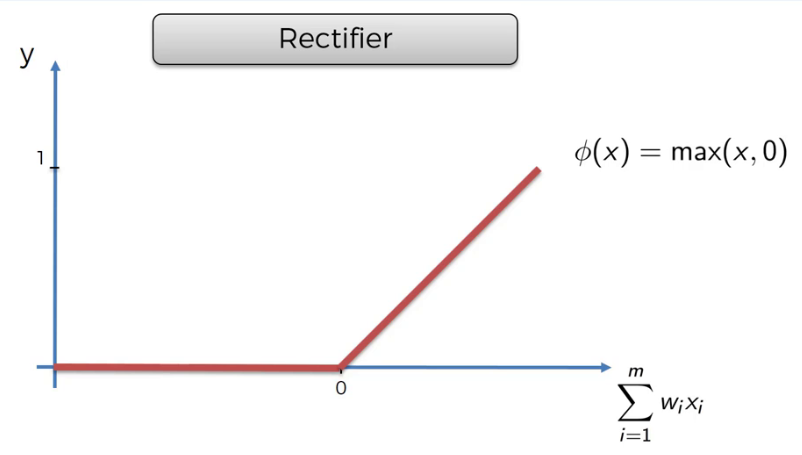 Rectifier
y
1
ϕ(x) = max(x, 0)
0
m
∑ wᵢxᵢ
i=1